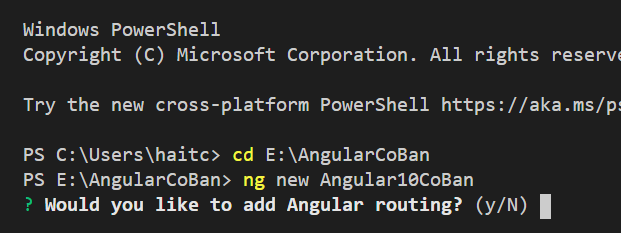 Windows PowerShell
Copyright (C) Microsoft Corporation. All rights reserve
Try the new cross-platform PowerShell https://aka.ms/ps
PS C:\Users\haitc> cd E:\AngularCoBan
PS E:\AngularCoBan> ng new Angular10CoBan
? Would you like to add Angular routing? (y/N)